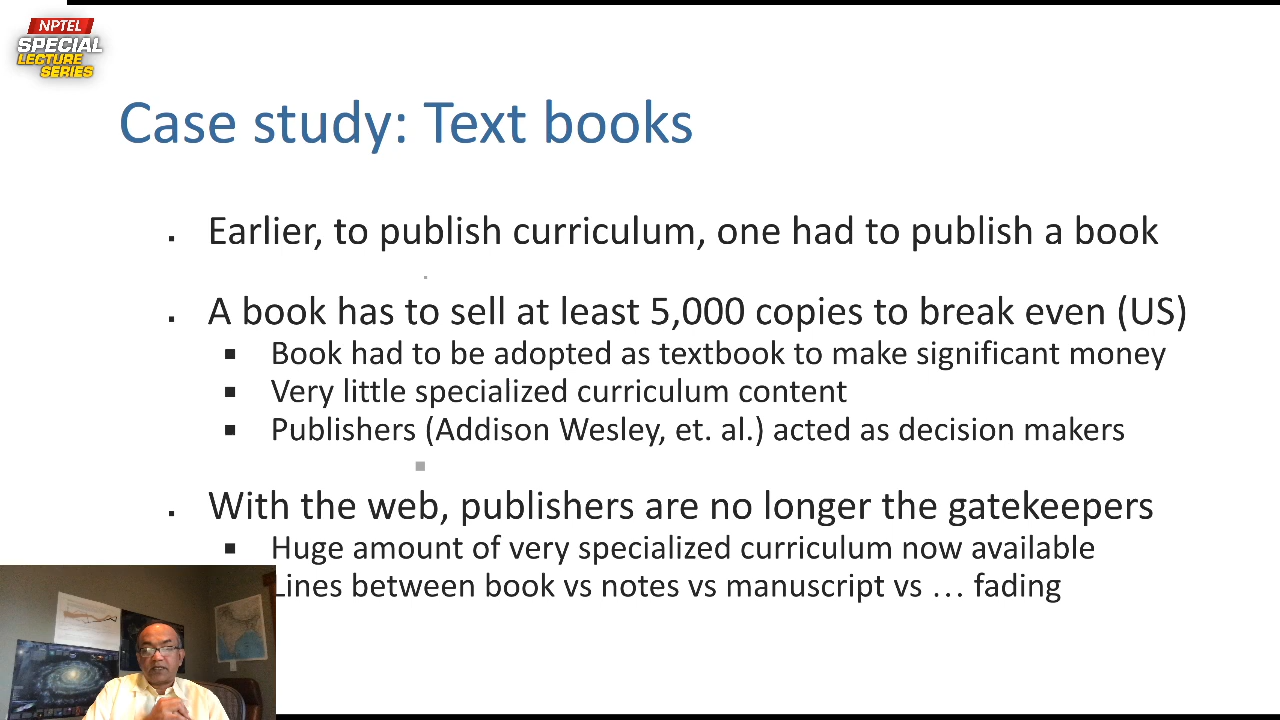 NPTEL
SPECIAL
LECTURE
SERIES
Case study: Text books
Earlier, to publish curriculum, one had to publish a book
A book has to sell at least 5,000 copies to break even (US)
Book had to be adopted as textbook to make significant money
Very little specialized curriculum content
Publishers (Addison Wesley, et. al.) acted as decision makers
With the web, publishers are no longer the gatekeepers
Huge amount of very specialized curriculum now available
Lines between book vs notes vs manuscript vs … fading